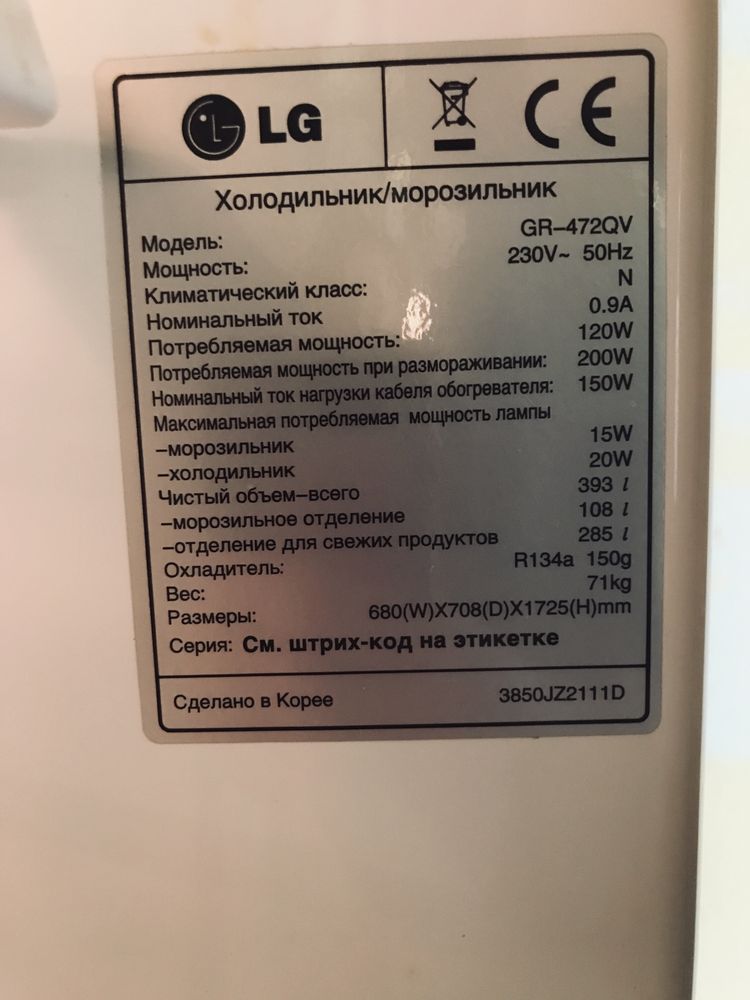 LG
CE
Холодильник/морозильник
Модель: GR–472QV
Мощность: 230V~ 50Hz
Климатический класс: N
Номинальный ток 0.9A
Потребляемая мощность: 120W
Потребляемая мощность при размораживании: 200W
Номинальный ток нагрузки кабеля обогревателя: 150W
Максимальная потребляемая мощность лампы
–морозильник 15W
–холодильник 20W
Чистый объем–всего 393 l
–морозильное отделение 108 l
–отделение для свежих продуктов 285 l
Охладитель: R134a 150g
Вес: 71kg
Размеры: 680(W)X708(D)X1725(H)mm
Серия: См. штрих-код на этикетке
Сделано в Корее 3850JZ2111D